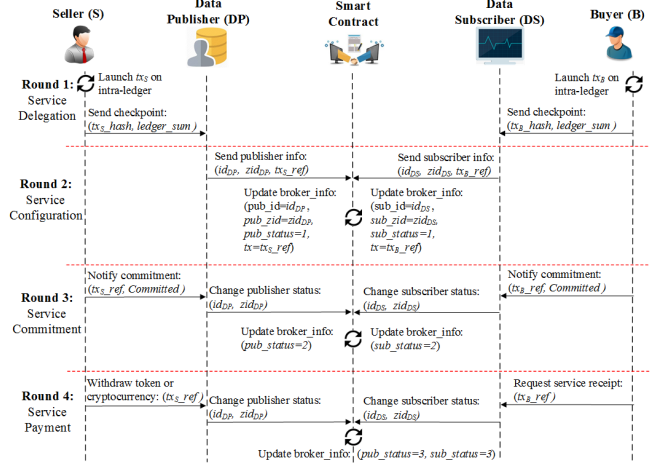 Seller (S)
Data
Publisher (DP)
Smart
Contract
Data
Subscriber (DS)
Buyer (B)
Round 1:
Service
Delegation
Launch txS on
intra-ledger
Launch txB on
intra-ledger
Send checkpoint:
(txS_hash, ledger_sum )
Send checkpoint:
(txB_hash, ledger_sum )
Round 2:
Service
Configuration
Send publisher info:
(idDP, zidDP, txS_ref)
Send subscriber info:
(idDS, zidDS, txB_ref)
Update broker_info:
(pub_id=idDP,
pub_zid=zidDP,
pub_status=1,
tx=txS_ref)
Update broker_info:
(sub_id=idDS,
sub_zid=zidDS,
sub_status=1,
tx=txB_ref)
Round 3:
Service
Commitment
Notify commitment:
(txS_ref, Committed )
Notify commitment:
(txB_ref, Committed )
Change publisher status:
(idDP, zidDP)
Change subscriber status:
(idDS, zidDS)
Update broker_info:
(pub_status=2)
Update broker_info:
(sub_status=2)
Round 4:
Service
Payment
Withdraw token or
cryptocurrency: (txS_ref )
Request service receipt:
(txB_ref )
Change publisher status:
(idDP, zidDP)
Change subscriber status:
(idDS, zidDS)
Update broker_info: (pub_status=3, sub_status=3)